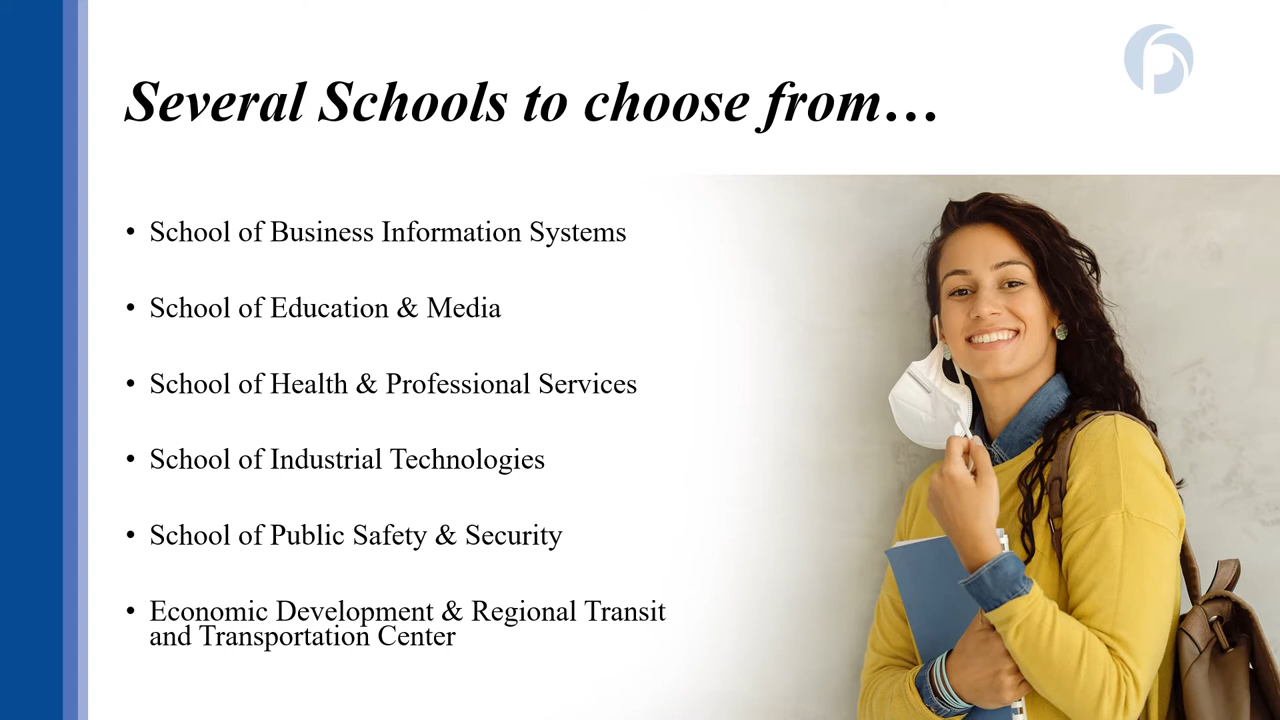 Several Schools to choose from…
• School of Business Information Systems
• School of Education & Media
• School of Health & Professional Services
• School of Industrial Technologies
• School of Public Safety & Security
• Economic Development & Regional Transit
and Transportation Center